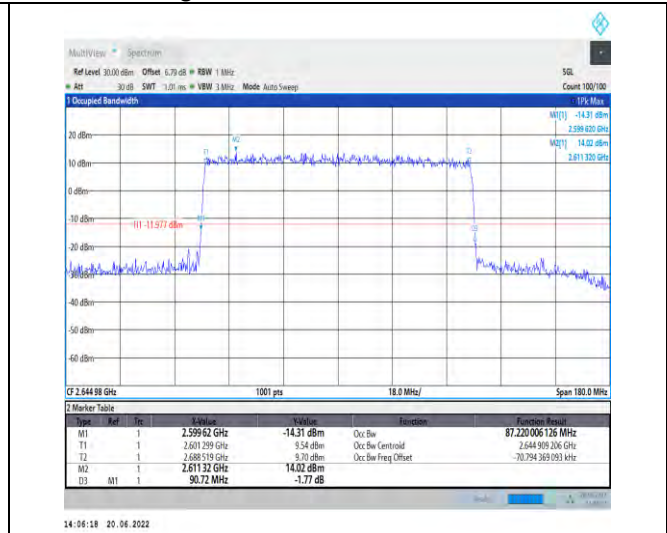 MultiView Spectrum
Ref Level 30.00 dBm Offset 6.79 dB RBW 1 MHz SGL
Att 30 dB SWT 1.01 ms VBW 3 MHz Mode Auto Sweep Count 100/100
1 Occupied Bandwidth 1Pk Max
M1[1] -14.31 dBm
2.599 620 GHz
M2[1] 14.02 dBm
2.611 320 GHz
20 dBm
M2
T1
10 dBm
0 dBm
-10 dBm
H1 -11.977 dBm
-20 dBm
-40 dBm
-50 dBm
-60 dBm
CF 2.644 98 GHz 1001 pts 18.0 MHz/ Span 180.0 MHz
2 Marker Table
Type Ref Trc X-Value Y-Value Function Function Result
M1 1 2.599 62 GHz -14.31 dBm Occ Bw 87.220 006 126 MHz
T1 1 2.601 299 GHz 9.54 dBm Occ Bw Centroid 2.644 909 206 GHz
T2 1 2.688 519 GHz 9.70 dBm Occ Bw Freq Offset -70.794 369 093 kHz
M2 1 2.611 32 GHz 14.02 dBm
D3 M1 1 90.72 MHz -1.77 dB
14:06:18 20.06.2022